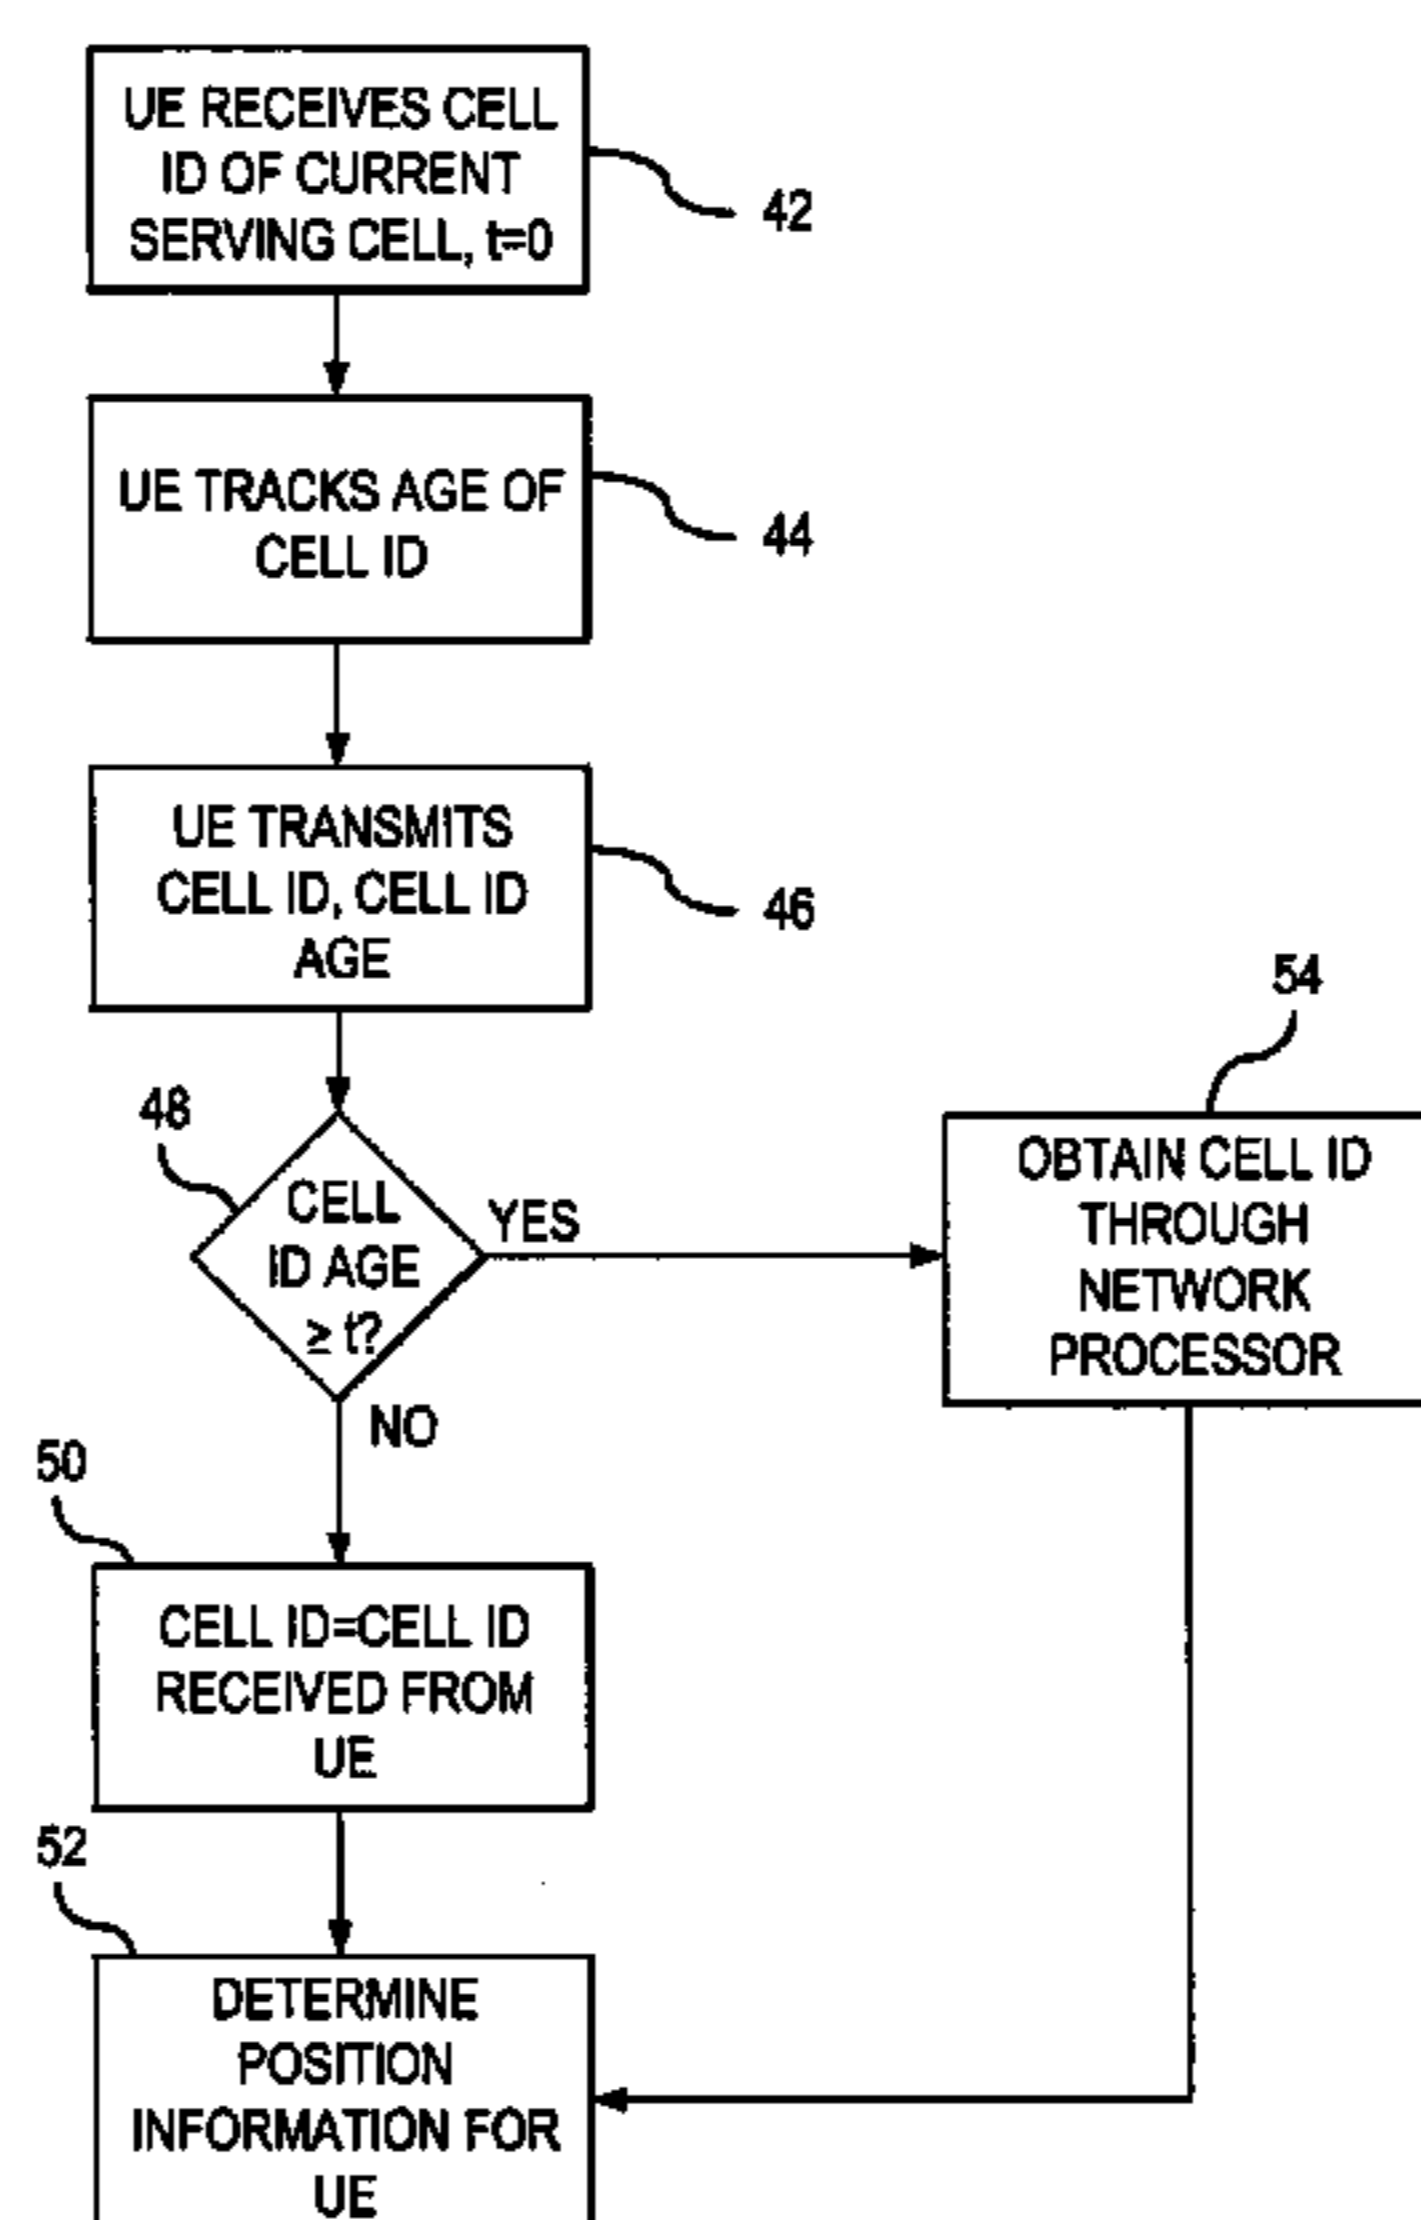 UE RECEIVES CELL
ID OF CURRENT
SERVING CELL, t=0
42
UE TRACKS AGE OF
CELL ID
44
UE TRANSMITS
CELL ID, CELL ID
AGE
46
48
CELL
ID AGE
≥ t?
YES
NO
54
OBTAIN CELL ID
THROUGH
NETWORK
PROCESSOR
50
CELL ID=CELL ID
RECEIVED FROM
UE
52
DETERMINE
POSITION
INFORMATION FOR
UE